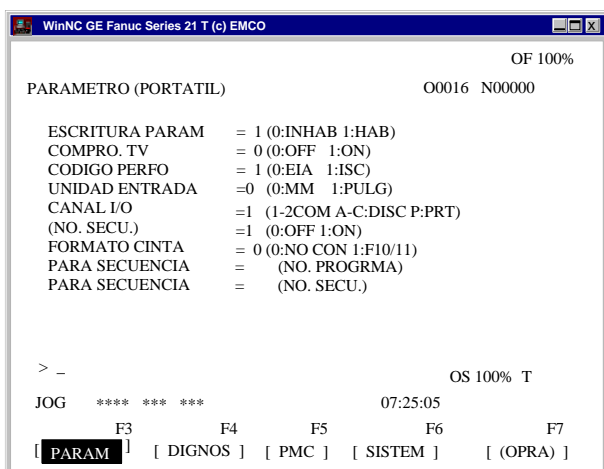 WinNC GE Fanuc Series 21 T (c) EMCO
OF 100%
PARAMETRO (PORTATIL) O0016 N00000
ESCRITURA PARAM = 1 (0:INHAB 1:HAB)
COMPRO. TV = 0 (0:OFF 1:ON)
CODIGO PERFO = 1 (0:EIA 1:ISC)
UNIDAD ENTRADA =0 (0:MM 1:PULG)
CANAL I/O =1 (1-2COM A-C:DISC P:PRT)
(NO. SECU.) =1 (0:OFF 1:ON)
FORMATO CINTA = 0 (0:NO CON 1:F10/11)
PARA SECUENCIA = (NO. PROGRMA)
PARA SECUENCIA = (NO. SECU.)
> _
OS 100% T
JOG **** *** *** 07:25:05
F3 F4 F5 F6 F7
[ PARAM ] [ DIGNOS ] [ PMC ] [ SISTEM ] [ (OPRA) ]